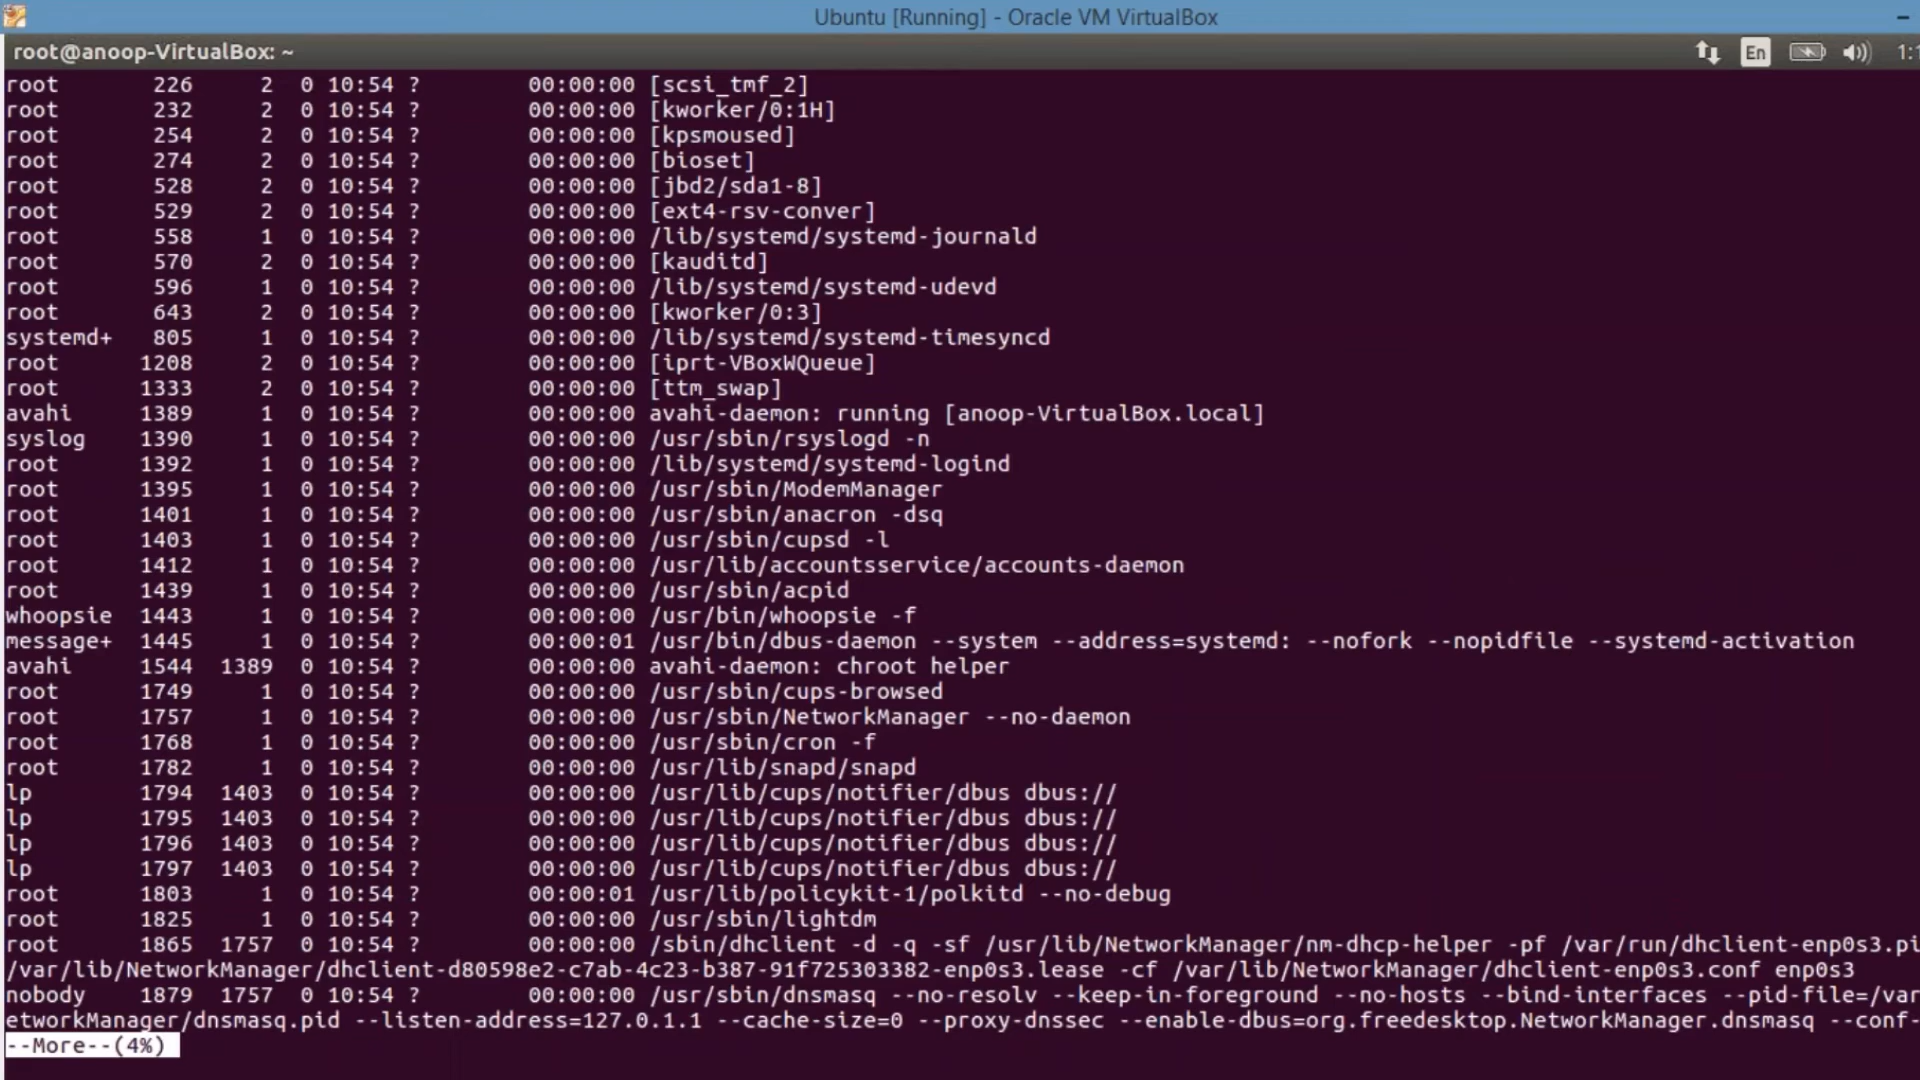 Ubuntu [Running] - Oracle VM VirtualBox
root@anoop-VirtualBox: ~
En
root 226 2 0 10:54 ? 00:00:00 [scsi_tmf_2]
root 232 2 0 10:54 ? 00:00:00 [kworker/0:1H]
root 254 2 0 10:54 ? 00:00:00 [kpsmoused]
root 274 2 0 10:54 ? 00:00:00 [bioset]
root 528 2 0 10:54 ? 00:00:00 [jbd2/sda1-8]
root 529 2 0 10:54 ? 00:00:00 [ext4-rsv-conver]
root 558 1 0 10:54 ? 00:00:00 /lib/systemd/systemd-journald
root 570 2 0 10:54 ? 00:00:00 [kauditd]
root 596 1 0 10:54 ? 00:00:00 /lib/systemd/systemd-udevd
root 643 2 0 10:54 ? 00:00:00 [kworker/0:3]
systemd+ 805 1 0 10:54 ? 00:00:00 /lib/systemd/systemd-timesyncd
root 1208 2 0 10:54 ? 00:00:00 [iprt-VBoxWQueue]
root 1333 2 0 10:54 ? 00:00:00 [ttm_swap]
avahi 1389 1 0 10:54 ? 00:00:00 avahi-daemon: running [anoop-VirtualBox.local]
syslog 1390 1 0 10:54 ? 00:00:00 /usr/sbin/rsyslogd -n
root 1392 1 0 10:54 ? 00:00:00 /lib/systemd/systemd-logind
root 1395 1 0 10:54 ? 00:00:00 /usr/sbin/ModemManager
root 1401 1 0 10:54 ? 00:00:00 /usr/sbin/anacron -dsq
root 1403 1 0 10:54 ? 00:00:00 /usr/sbin/cupsd -l
root 1412 1 0 10:54 ? 00:00:00 /usr/lib/accountsservice/accounts-daemon
root 1439 1 0 10:54 ? 00:00:00 /usr/sbin/acpid
whoopsie 1443 1 0 10:54 ? 00:00:00 /usr/bin/whoopsie -f
message+ 1445 1 0 10:54 ? 00:00:01 /usr/bin/dbus-daemon --system --address=systemd: --nofork --nopidfile --systemd-activation
avahi 1544 1389 0 10:54 ? 00:00:00 avahi-daemon: chroot helper
root 1749 1 0 10:54 ? 00:00:00 /usr/sbin/cups-browsed
root 1757 1 0 10:54 ? 00:00:00 /usr/sbin/NetworkManager --no-daemon
root 1768 1 0 10:54 ? 00:00:00 /usr/sbin/cron -f
root 1782 1 0 10:54 ? 00:00:00 /usr/lib/snapd/snapd
lp 1794 1403 0 10:54 ? 00:00:00 /usr/lib/cups/notifier/dbus dbus://
lp 1795 1403 0 10:54 ? 00:00:00 /usr/lib/cups/notifier/dbus dbus://
lp 1796 1403 0 10:54 ? 00:00:00 /usr/lib/cups/notifier/dbus dbus://
lp 1797 1403 0 10:54 ? 00:00:00 /usr/lib/cups/notifier/dbus dbus://
root 1803 1 0 10:54 ? 00:00:01 /usr/lib/policykit-1/polkitd --no-debug
root 1825 1 0 10:54 ? 00:00:00 /usr/sbin/lightdm
root 1865 1757 0 10:54 ? 00:00:00 /sbin/dhclient -d -q -sf /usr/lib/NetworkManager/nm-dhcp-helper -pf /var/run/dhclient-enp0s3.pi
/var/lib/NetworkManager/dhclient-d80598e2-c7ab-4c23-b387-91f725303382-enp0s3.lease -cf /var/lib/NetworkManager/dhclient-enp0s3.conf enp0s3
nobody 1879 1757 0 10:54 ? 00:00:00 /usr/sbin/dnsmasq --no-resolv --keep-in-foreground --no-hosts --bind-interfaces --pid-file=/var
etworkManager/dnsmasq.pid --listen-address=127.0.1.1 --cache-size=0 --proxy-dnssec --enable-dbus=org.freedesktop.NetworkManager.dnsmasq --conf-
--More--(4%)